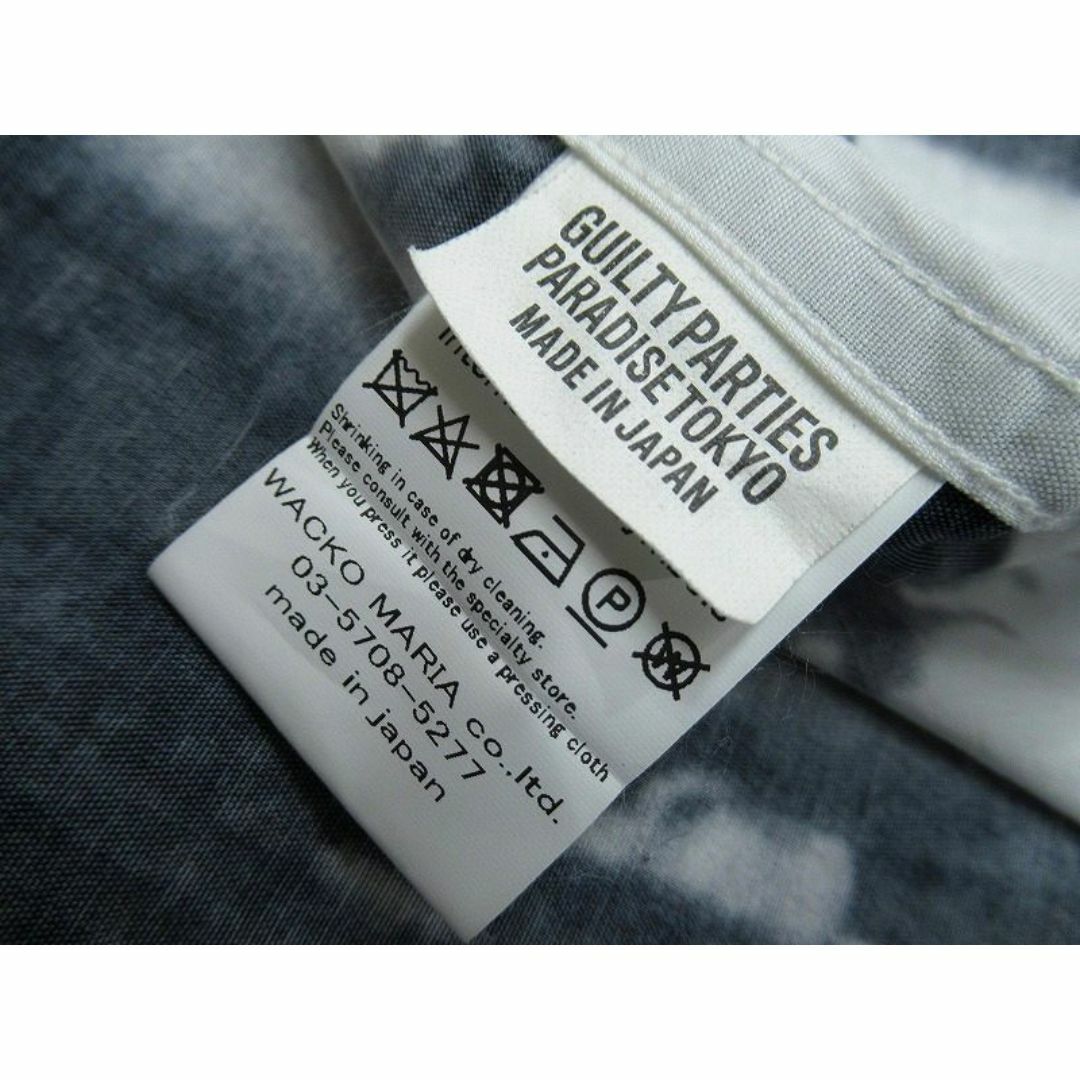 GUILTY PARTIES
PARADISE TOKYO
MADE IN JAPAN
P
W
Shrinking in case of dry cleaning.
Please consult with the specialty store.
When you press it please use a pressing cloth
WACKO MARIA co.,ltd.
03-5708-5277
made in japan